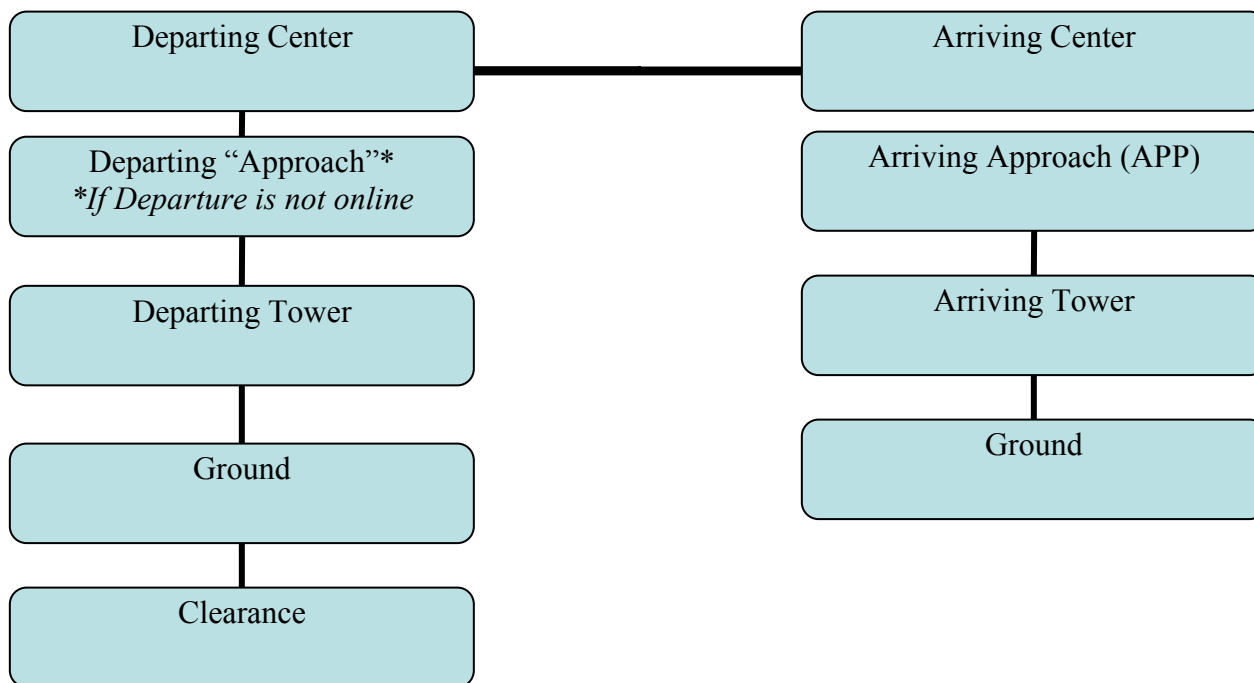 Departing Center
Departing “Approach”*
*If Departure is not online
Departing Tower
Ground
Clearance
Arriving Center
Arriving Approach (APP)
Arriving Tower
Ground